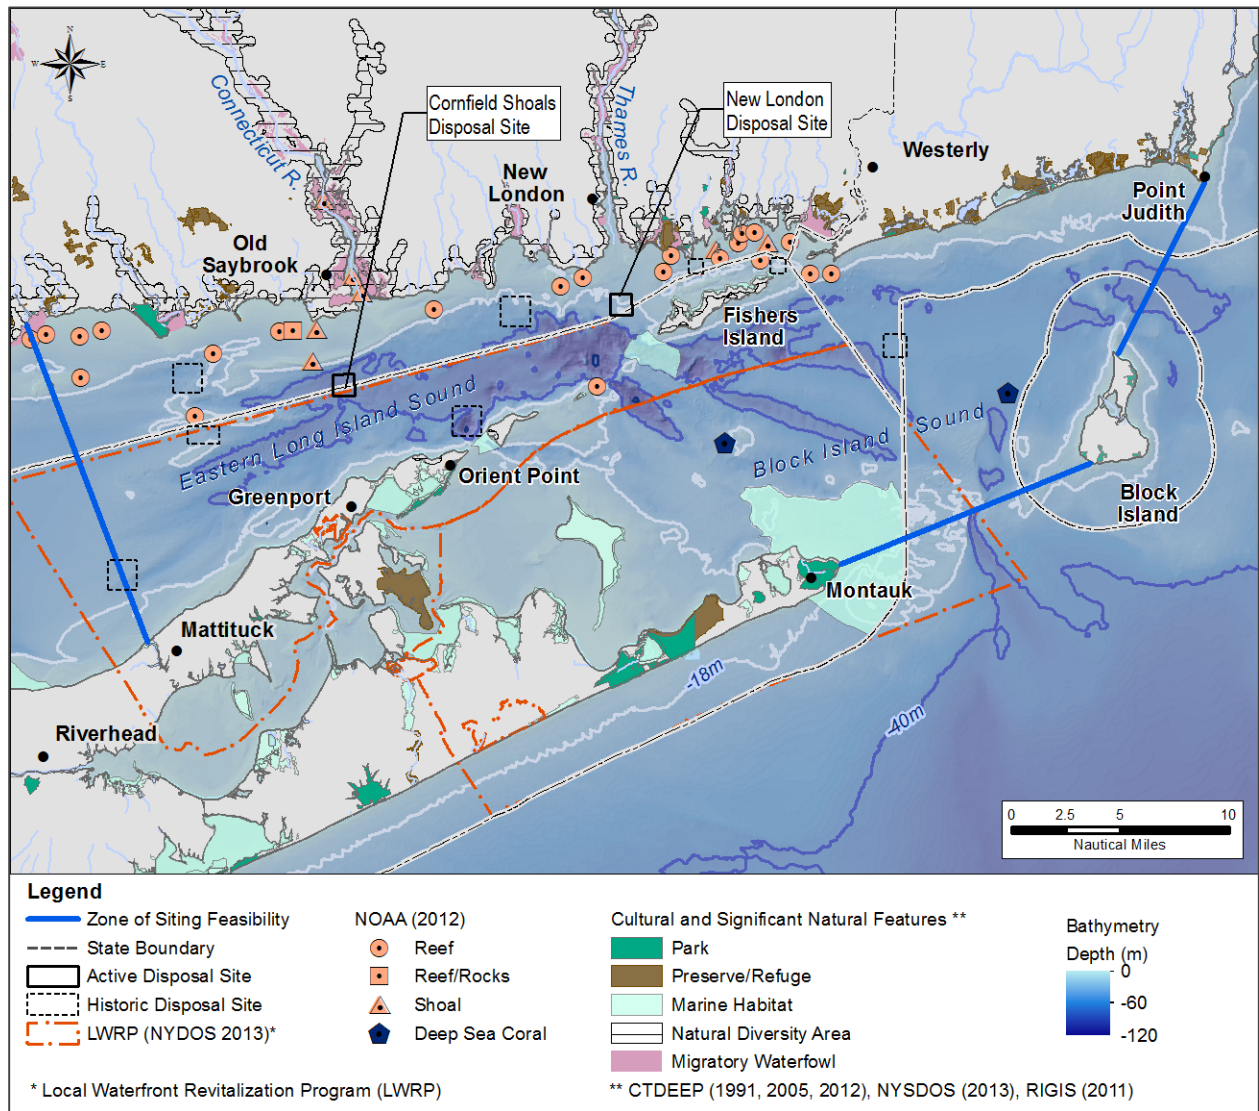 N
W E
S
Connecticut R.
Cornfield Shoals
Disposal Site
Thames R.
New London
Disposal Site
Westerly
New
London
Point
Judith
Old
Saybrook
Fishers
Island
Eastern Long Island Sound
Block Island Sound
Orient Point
Greenport
Block
Island
Montauk
Mattituck
-18m
-40m
Riverhead
0 2.5 5 10
Nautical Miles
Legend
Zone of Siting Feasibility
State Boundary
Active Disposal Site
Historic Disposal Site
LWRP (NYDOS 2013)*
NOAA (2012)
Reef
Reef/Rocks
Shoal
Deep Sea Coral
Cultural and Significant Natural Features **
Park
Preserve/Refuge
Marine Habitat
Natural Diversity Area
Migratory Waterfowl
Bathymetry
Depth (m)
0
-60
-120
* Local Waterfront Revitalization Program (LWRP)
** CTDEEP (1991, 2005, 2012), NYSDOS (2013), RIGIS (2011)